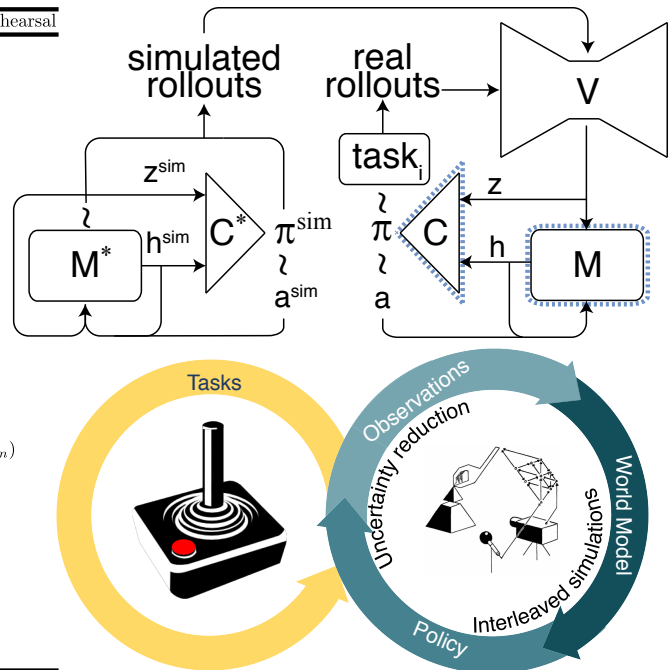 hearsal
simulated
rollouts
real
rollouts
V
task_i
z^sim
z
~
~
π^sim
π
C*
C
h^sim
h
M*
M
~
~
a^sim
a
Tasks
Observations
Uncertainty reduction
World Model
Interleaved simulations
Policy
n)